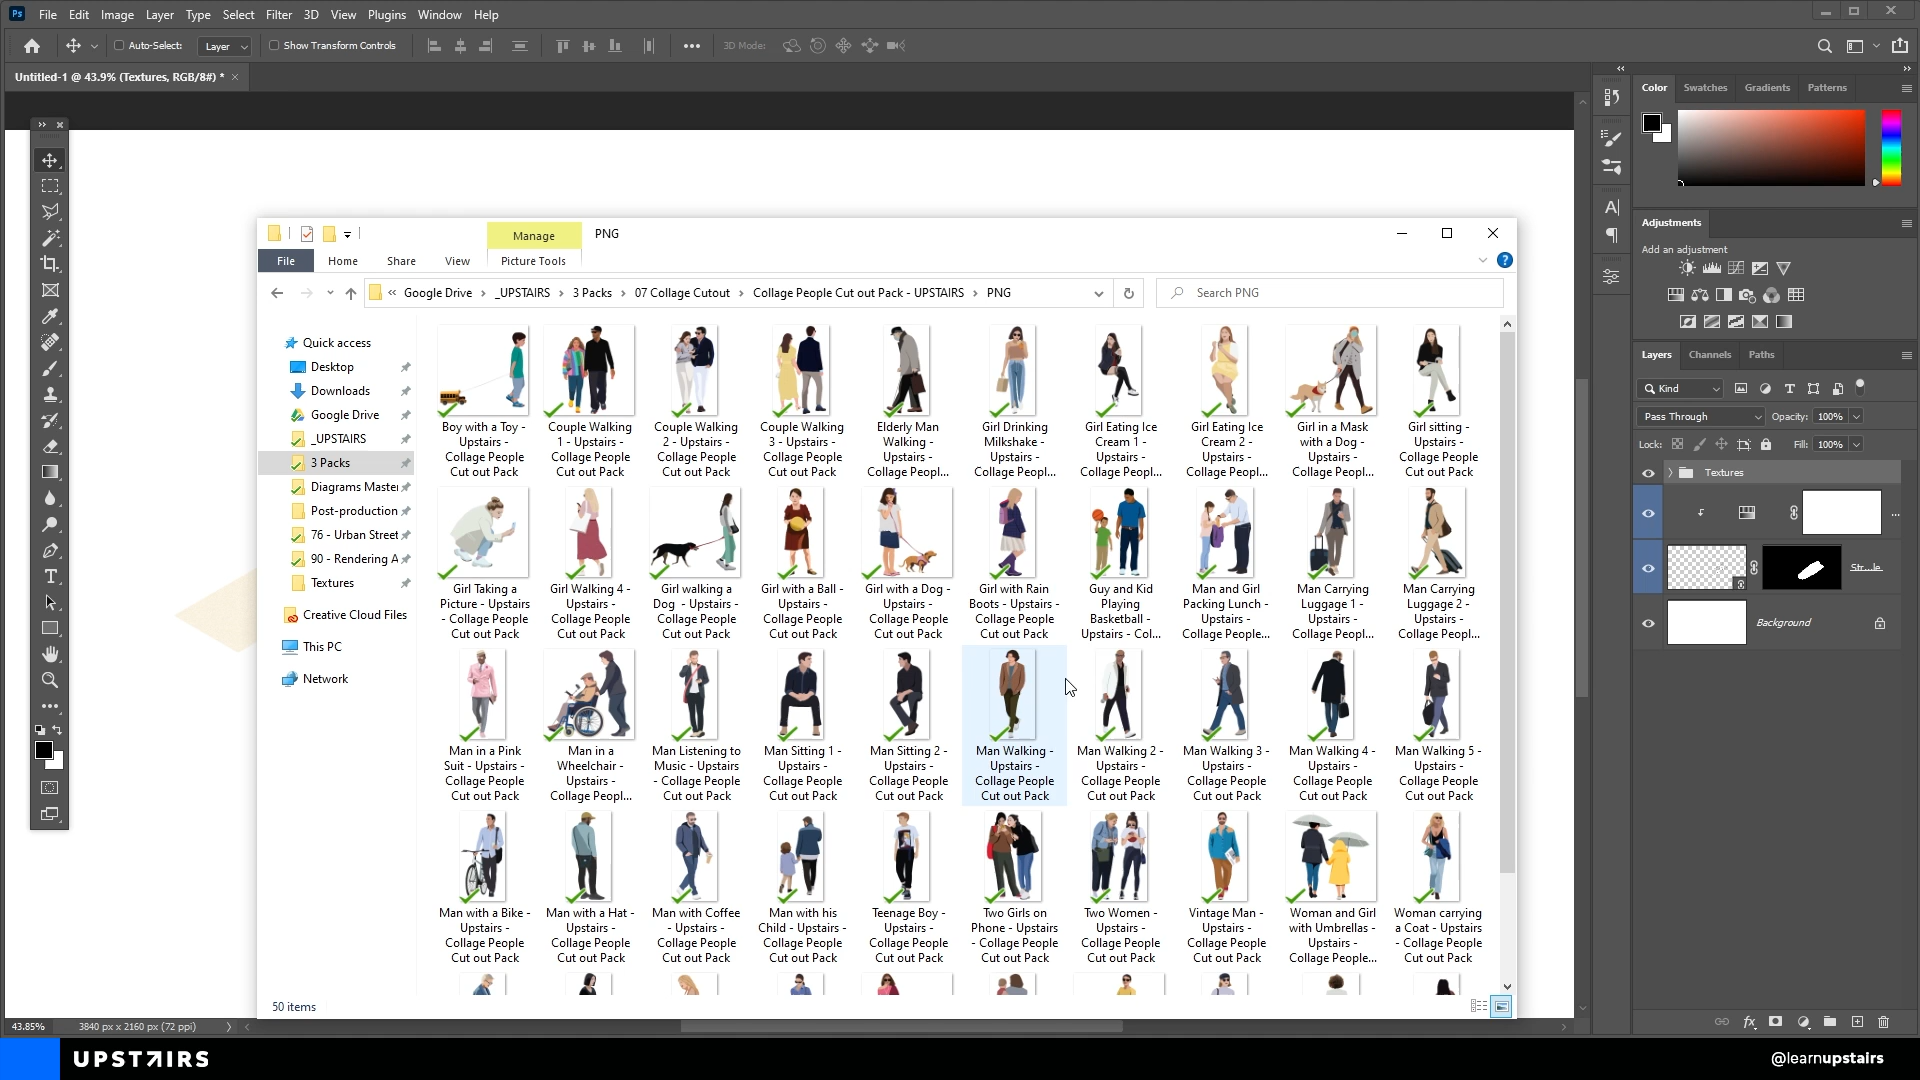 Ps File Edit Image Layer Type Select Filter 3D View Plugins Window Help
Auto-Select: Layer Show Transform Controls 3D Mode:
Untitled-1 @ 43.9% (Textures, RGB/8#) *
Manage PNG
File Home Share View Picture Tools
« Google Drive › _UPSTAIRS › 3 Packs › 07 Collage Cutout › Collage People Cut out Pack - UPSTAIRS › PNG
Search PNG
Quick access
Desktop
Downloads
Google Drive
_UPSTAIRS
3 Packs
Diagrams Master
Post-production
76 - Urban Street
90 - Rendering A
Textures
Creative Cloud Files
This PC
Network
Boy with a Toy -
Upstairs -
Collage People
Cut out Pack
Couple Walking
1 - Upstairs -
Collage People
Cut out Pack
Couple Walking
2 - Upstairs -
Collage People
Cut out Pack
Couple Walking
3 - Upstairs -
Collage People
Cut out Pack
Elderly Man
Walking -
Upstairs -
Collage Peopl...
Girl Drinking
Milkshake -
Upstairs -
Collage Peopl...
Girl Eating Ice
Cream 1 -
Upstairs -
Collage Peopl...
Girl Eating Ice
Cream 2 -
Upstairs -
Collage Peopl...
Girl in a Mask
with a Dog -
Upstairs -
Collage Peopl...
Girl sitting -
Upstairs -
Collage People
Cut out Pack
Girl Taking a
Picture - Upstairs
- Collage People
Cut out Pack
Girl Walking 4 -
Upstairs -
Collage People
Cut out Pack
Girl walking a
Dog - Upstairs
- Collage People
Cut out Pack
Girl with a Ball -
Upstairs -
Collage People
Cut out Pack
Girl with a Dog -
Upstairs -
Collage People
Cut out Pack
Girl with Rain
Boots - Upstairs -
Collage People
Cut out Pack
Guy and Kid
Playing
Basketball -
Upstairs - Col...
Man and Girl
Packing Lunch -
Upstairs -
Collage People...
Man Carrying
Luggage 1 -
Upstairs -
Collage Peopl...
Man Carrying
Luggage 2 -
Upstairs -
Collage Peopl...
Man in a Pink
Suit - Upstairs -
Collage People
Cut out Pack
Man in a
Wheelchair -
Upstairs -
Collage Peopl...
Man Listening to
Music - Upstairs
- Collage People
Cut out Pack
Man Sitting 1 -
Upstairs -
Collage People
Cut out Pack
Man Sitting 2 -
Upstairs -
Collage People
Cut out Pack
Man Walking -
Upstairs -
Collage People
Cut out Pack
Man Walking 2 -
Upstairs -
Collage People
Cut out Pack
Man Walking 3 -
Upstairs -
Collage People
Cut out Pack
Man Walking 4 -
Upstairs -
Collage People
Cut out Pack
Man Walking 5 -
Upstairs -
Collage People
Cut out Pack
Man with a Bike -
Upstairs -
Collage People
Cut out Pack
Man with a Hat -
Upstairs -
Collage People
Cut out Pack
Man with Coffee
- Upstairs -
Collage People
Cut out Pack
Man with his
Child - Upstairs -
Collage People
Cut out Pack
Teenage Boy -
Upstairs -
Collage People
Cut out Pack
Two Girls on
Phone - Upstairs
- Collage People
Cut out Pack
Two Women -
Upstairs -
Collage People
Cut out Pack
Vintage Man -
Upstairs -
Collage People
Cut out Pack
Woman and Girl
with Umbrellas -
Upstairs -
Collage People...
Woman carrying
a Coat - Upstairs
- Collage People
Cut out Pack
50 items
Color Swatches Gradients Patterns
Adjustments
Add an adjustment
Layers Channels Paths
Kind
Pass Through Opacity: 100%
Lock: Fill: 100%
Textures
Str...le
Background
43.85% 3840 px x 2160 px (72 ppi)
UPSTAIRS
@learnupstairs